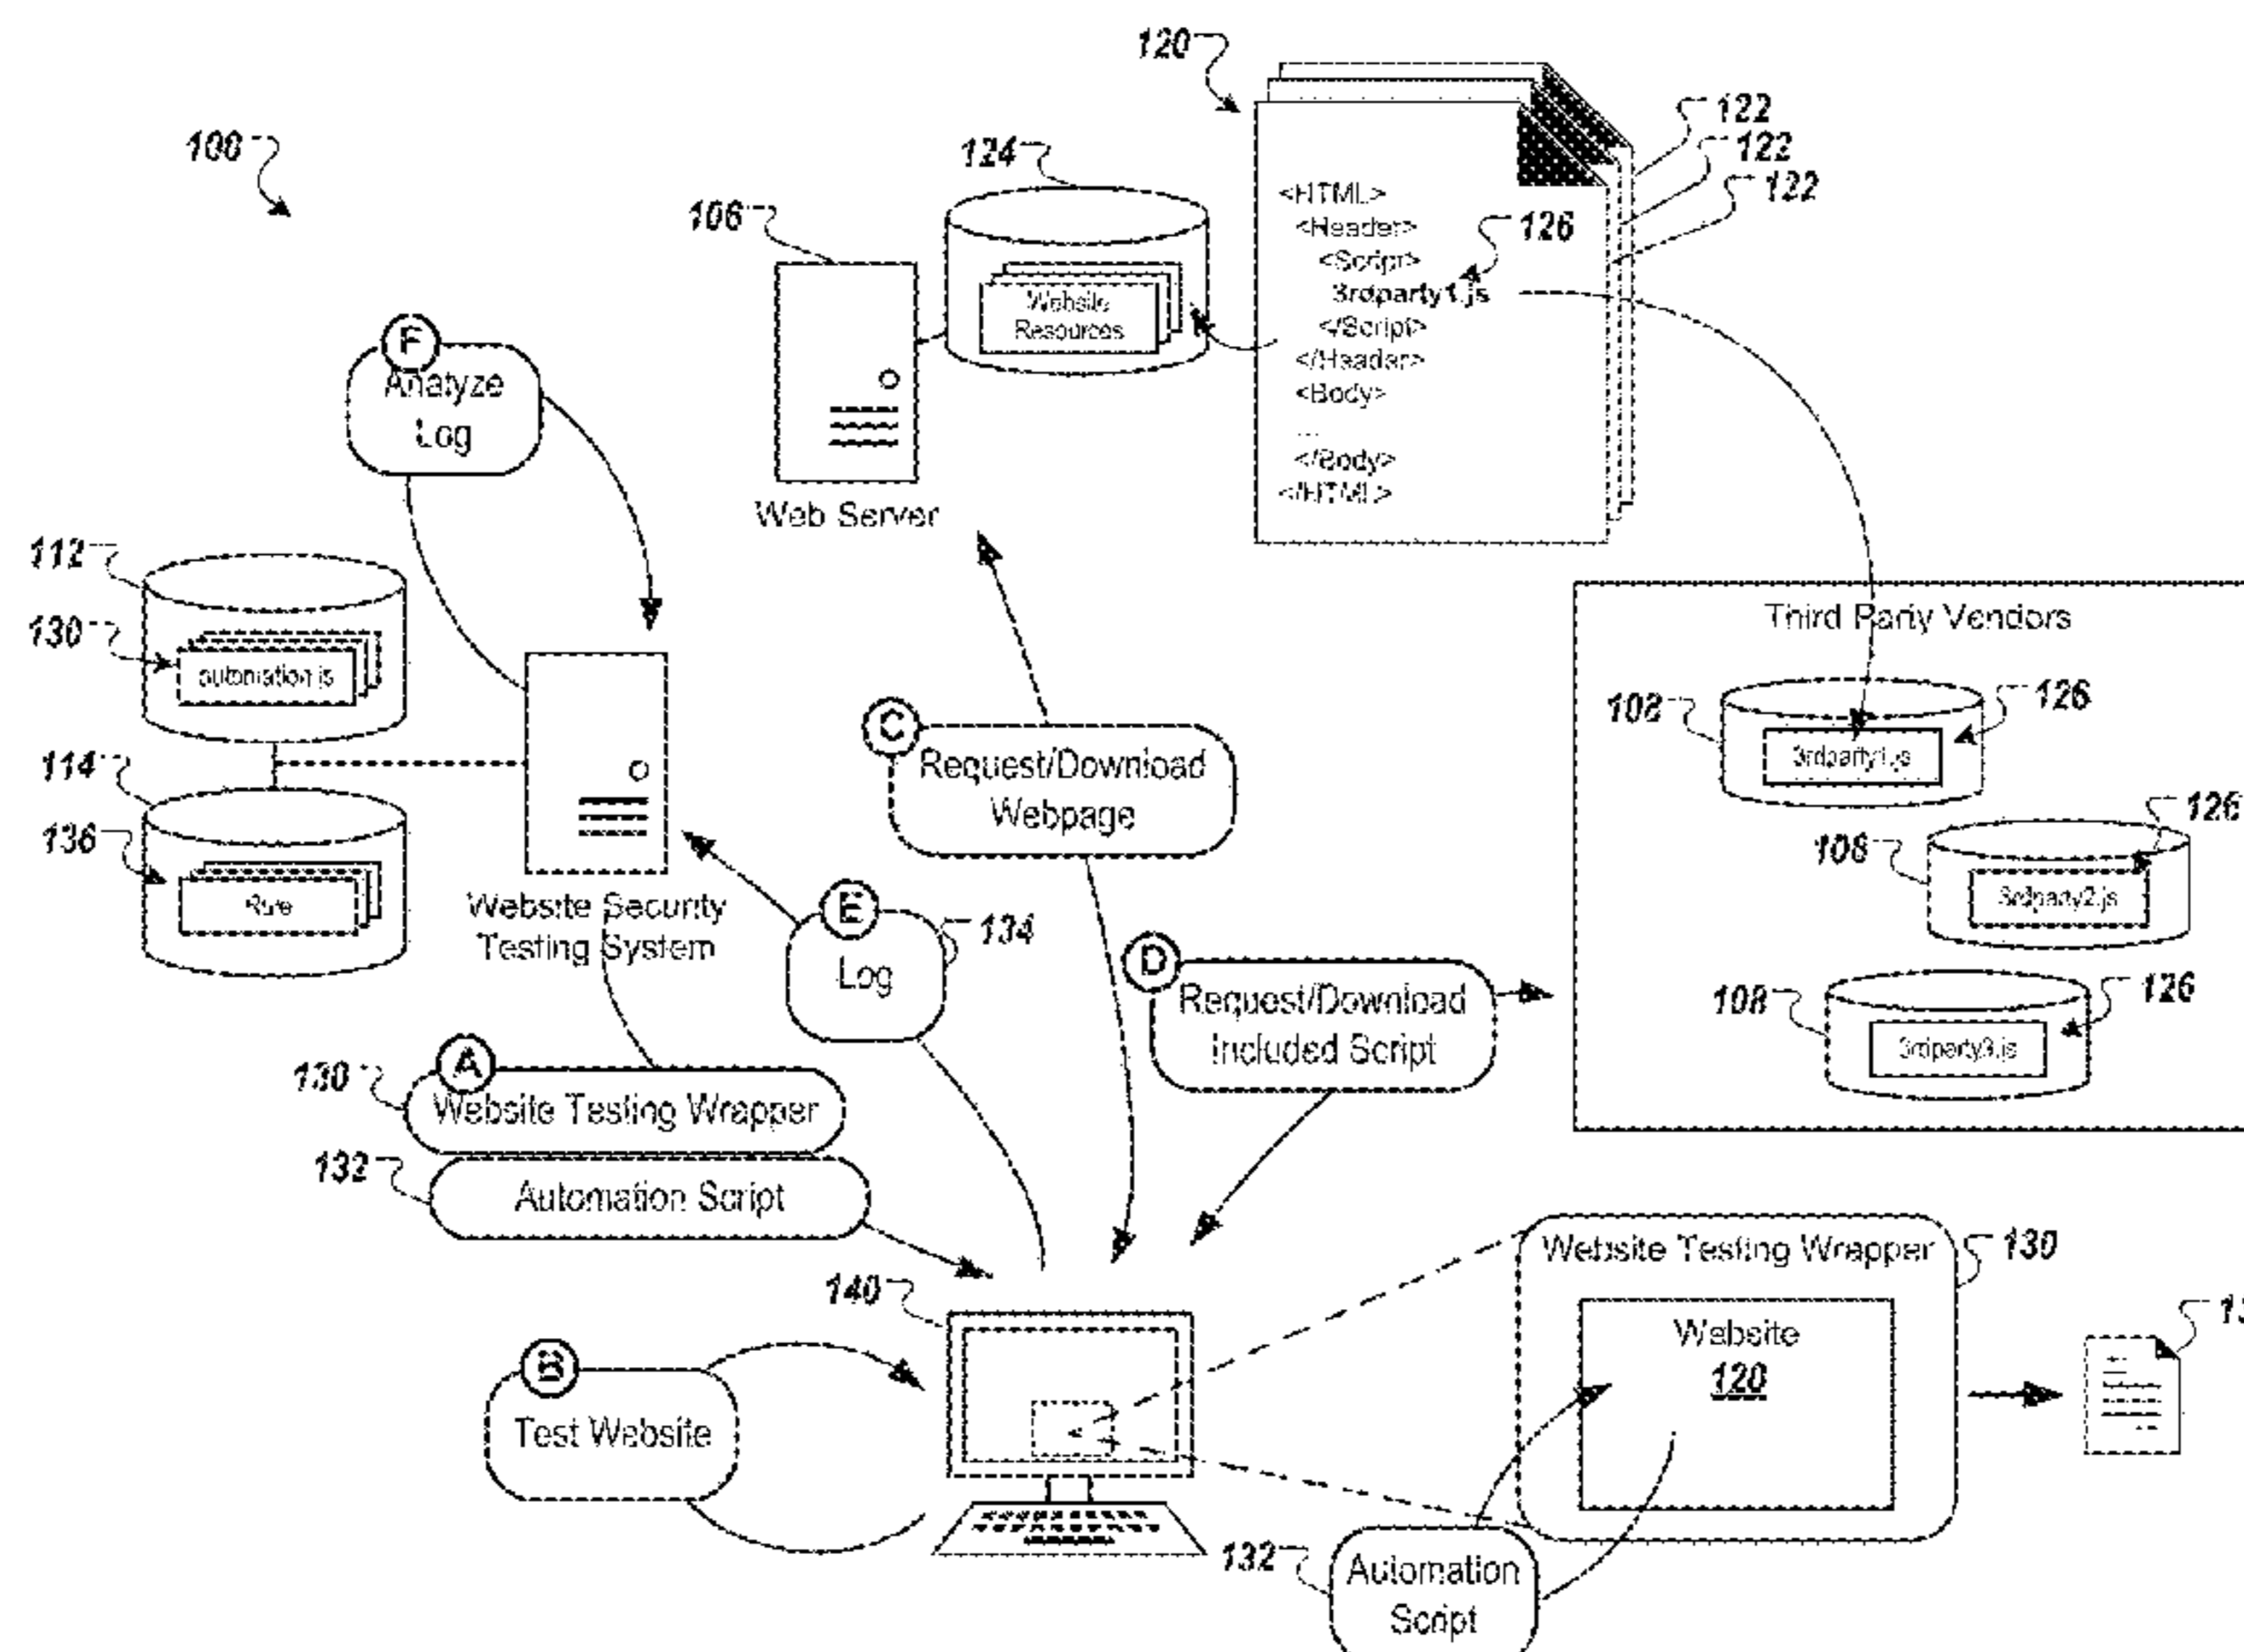 120
122
122
122
100
124
106
<HTML>
<Header>
126
<Script>
3rdparty1.js
</Script>
</Header>
<Body>
...
</Body>
</HTML>
Website
Resources
F
Analyze
Log
Web Server
112
130
automation.js
114
136
Rule
Website Security
Testing System
C
Request/Download
Webpage
Third Party Vendors
108
126
3rdparty1.js
108
126
3rdparty2.js
108
126
3rdparty3.js
E
134
Log
D
Request/Download
Included Script
A
130
Website Testing Wrapper
132
Automation Script
140
B
Test Website
Website Testing Wrapper
130
Website
120
132
Automation
Script